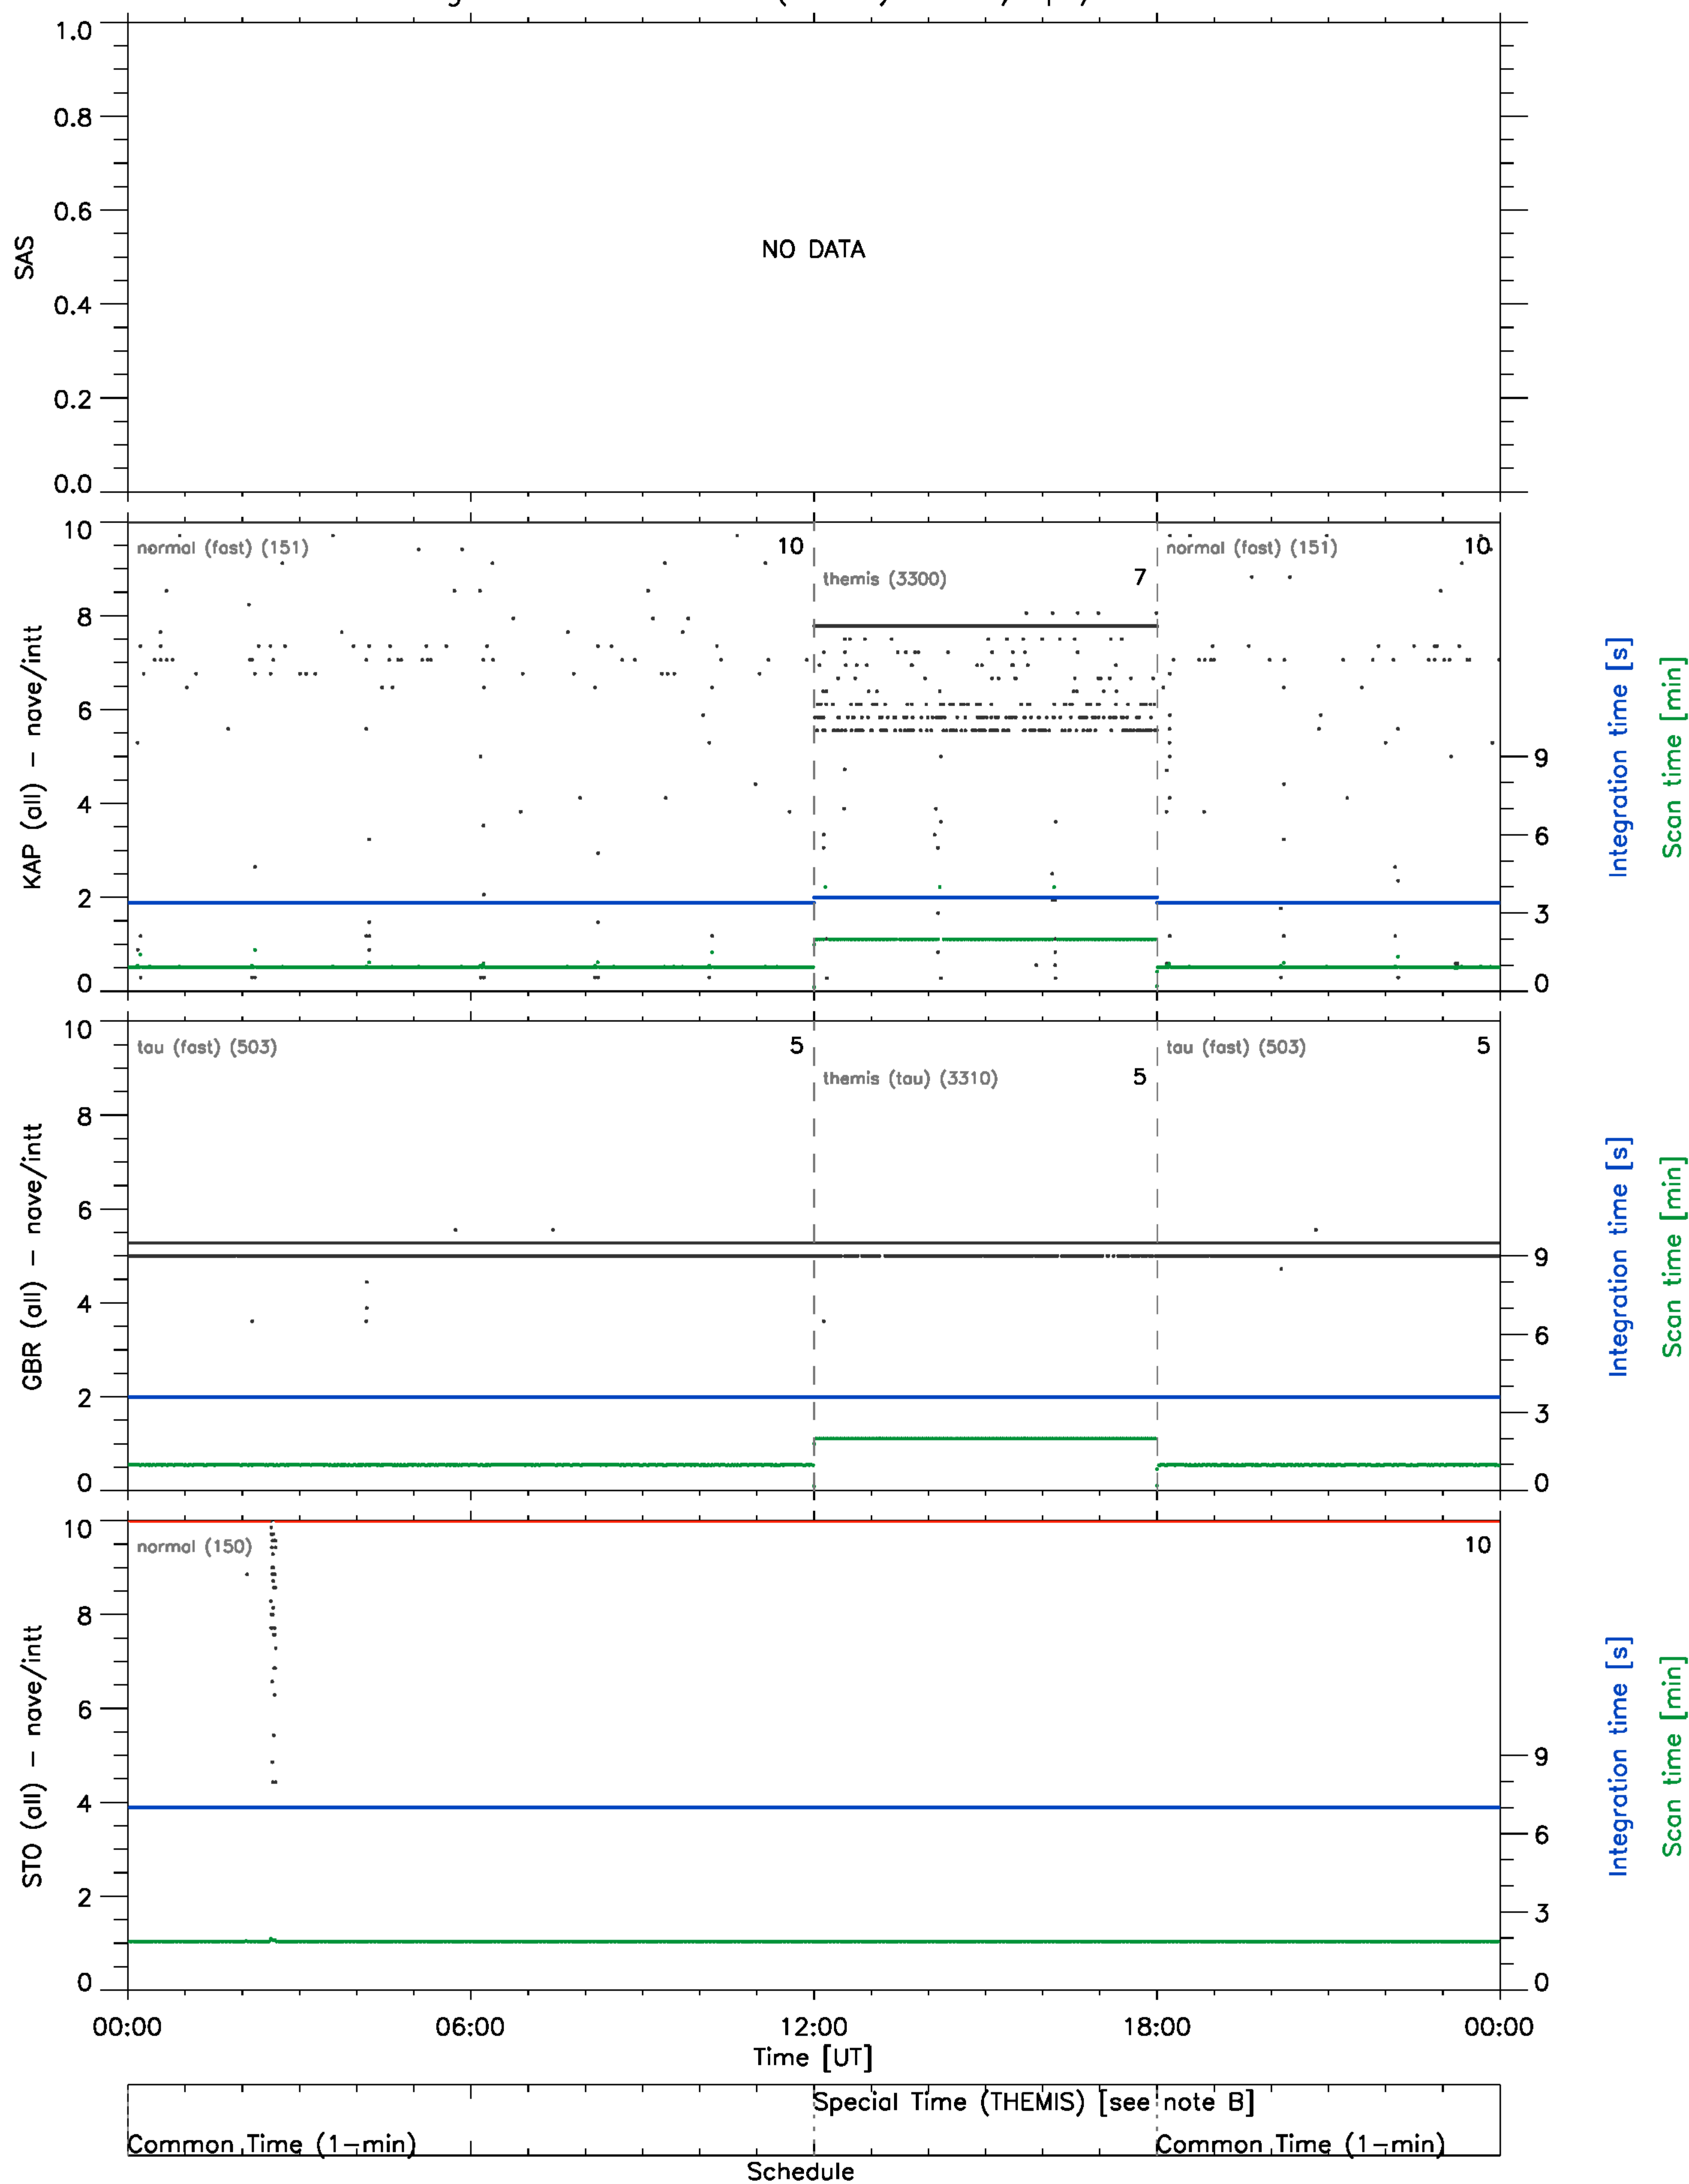 1.0
0.8
0.6
0.4
0.2
0.0
SAS
NO DATA
10
8
6
4
2
0
KAP (all) – nave/intt
normal (fast) (151)
10
themis (3300)
7
normal (fast) (151)
10
9
6
3
0
Integration time [s]
Scan time [min]
10
8
6
4
2
0
GBR (all) – nave/intt
tau (fast) (503)
5
themis (tau) (3310)
5
tau (fast) (503)
5
9
6
3
0
Integration time [s]
Scan time [min]
10
8
6
4
2
0
STO (all) – nave/intt
normal (150)
10
9
6
3
0
Integration time [s]
Scan time [min]
00:00
06:00
12:00
18:00
00:00
Time [UT]
Special Time (THEMIS) [see note B]
Common Time (1–min)
Common Time (1–min)
Schedule